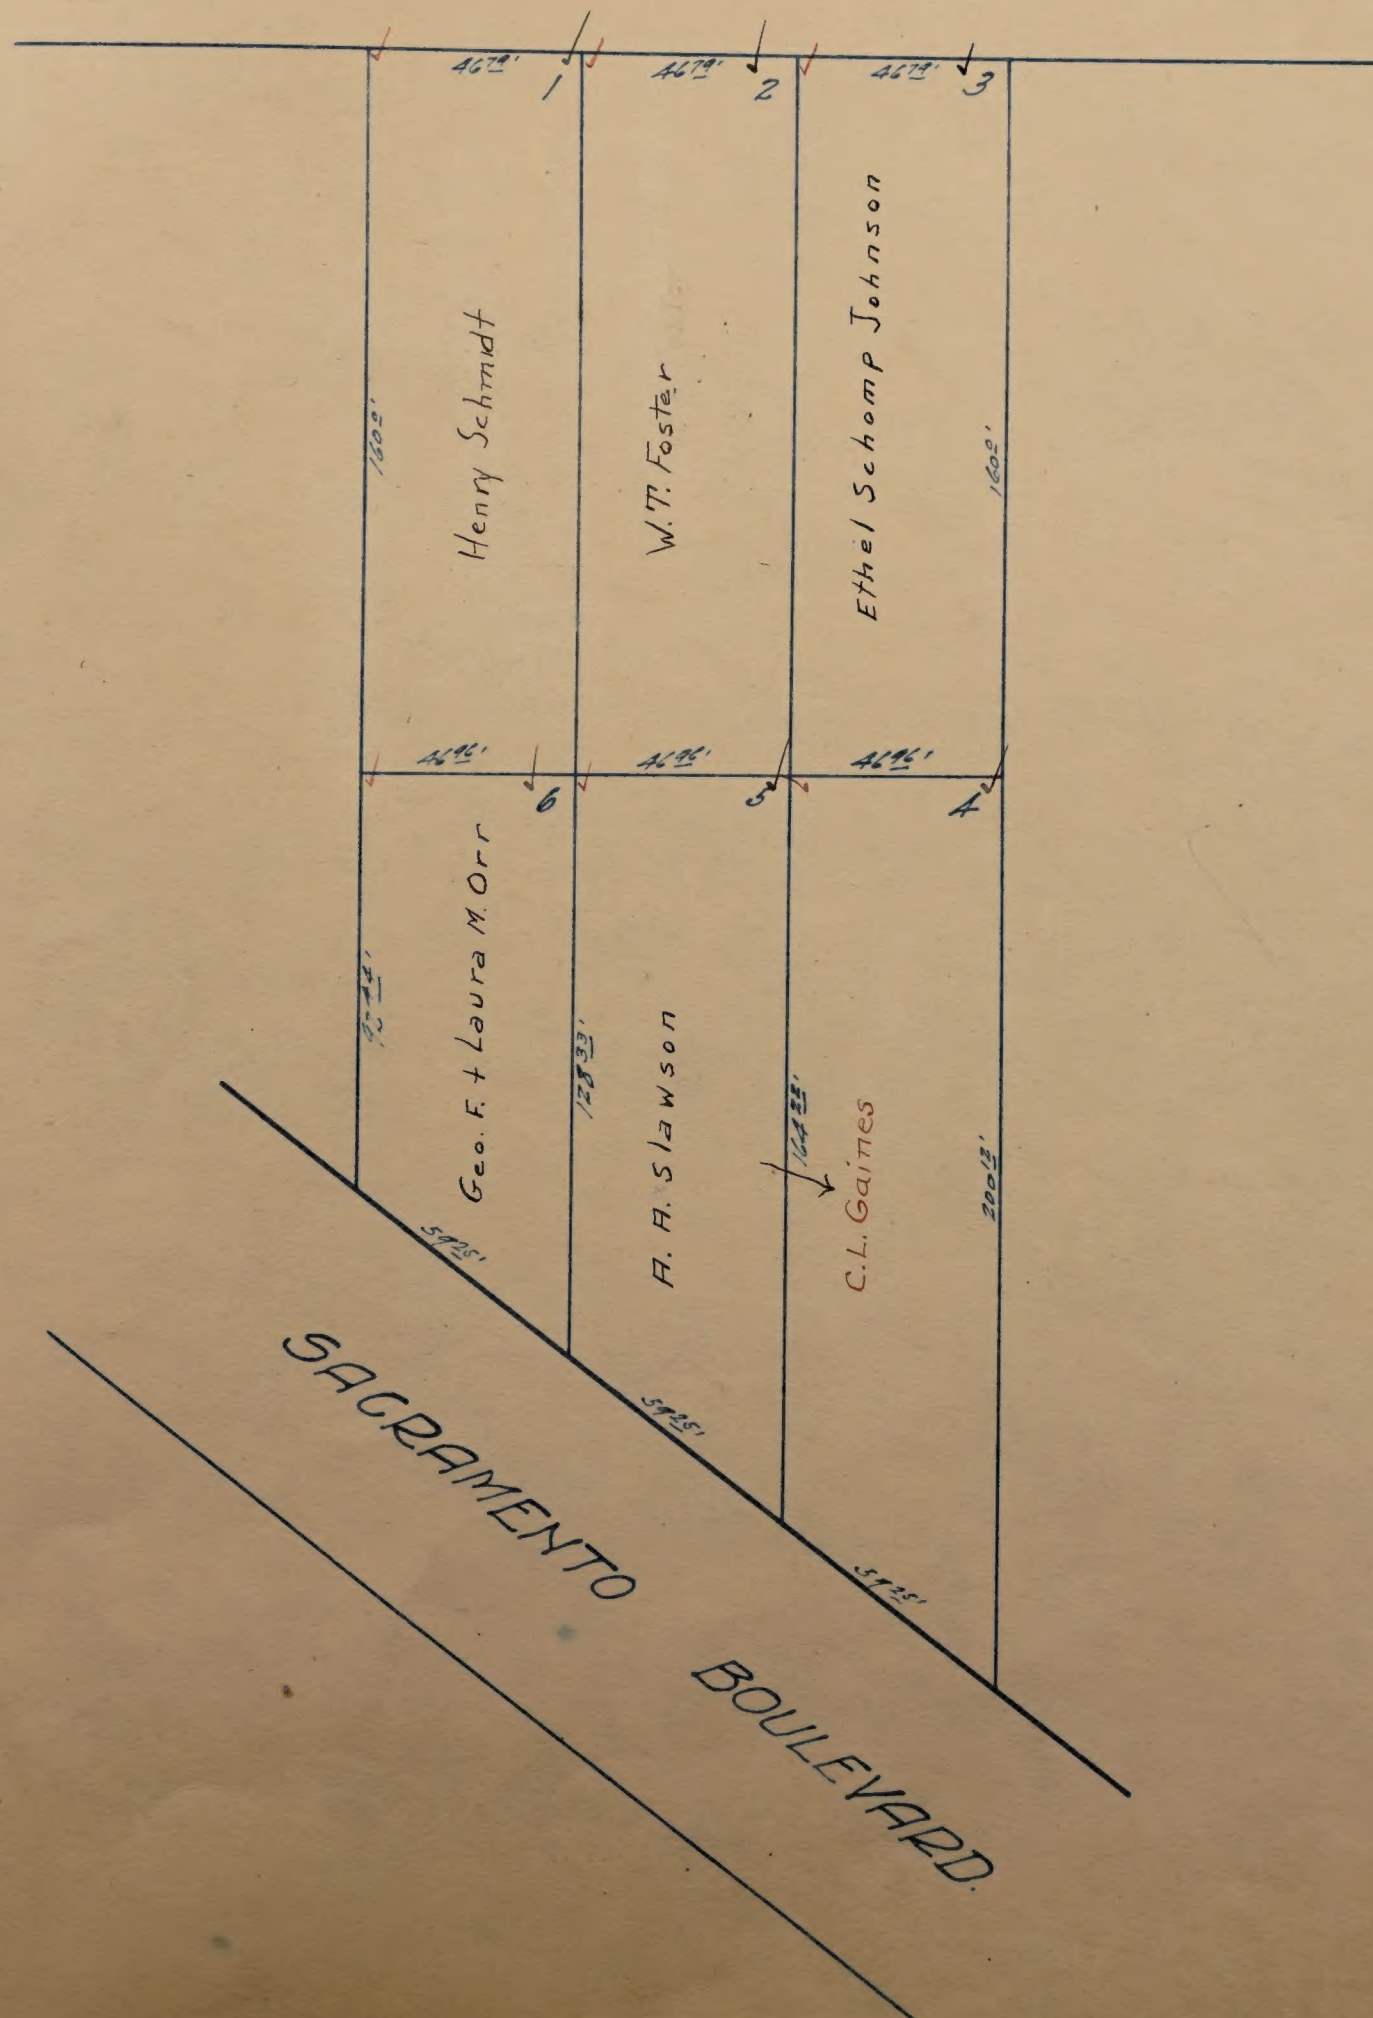 46 79'
1
46 79'
2
46 79'
3
160 0'
Henry Schmidt
W. T. Foster
Ethel Schomp Johnson
160 0'
46 96'
6
46 96'
5
46 96'
4
Geo. F. + Laura M. Orr
128 33'
A. A. Slawson
164 22'
C. L. Gaines
200 12'
59 25'
59 25'
59 25'
SACRAMENTO BOULEVARD.